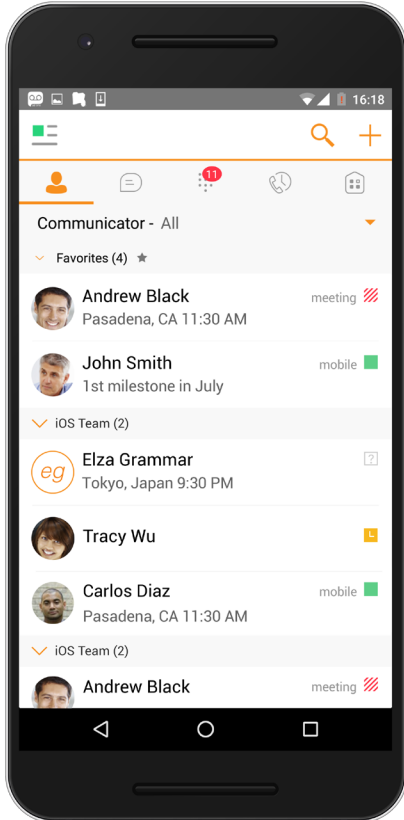 16:18
11
Communicator - All
Favorites (4)
Andrew Black
meeting
Pasadena, CA 11:30 AM
John Smith
mobile
1st milestone in July
iOS Team (2)
eg
Elza Grammar
?
Tokyo, Japan 9:30 PM
Tracy Wu
Carlos Diaz
mobile
Pasadena, CA 11:30 AM
iOS Team (2)
Andrew Black
meeting